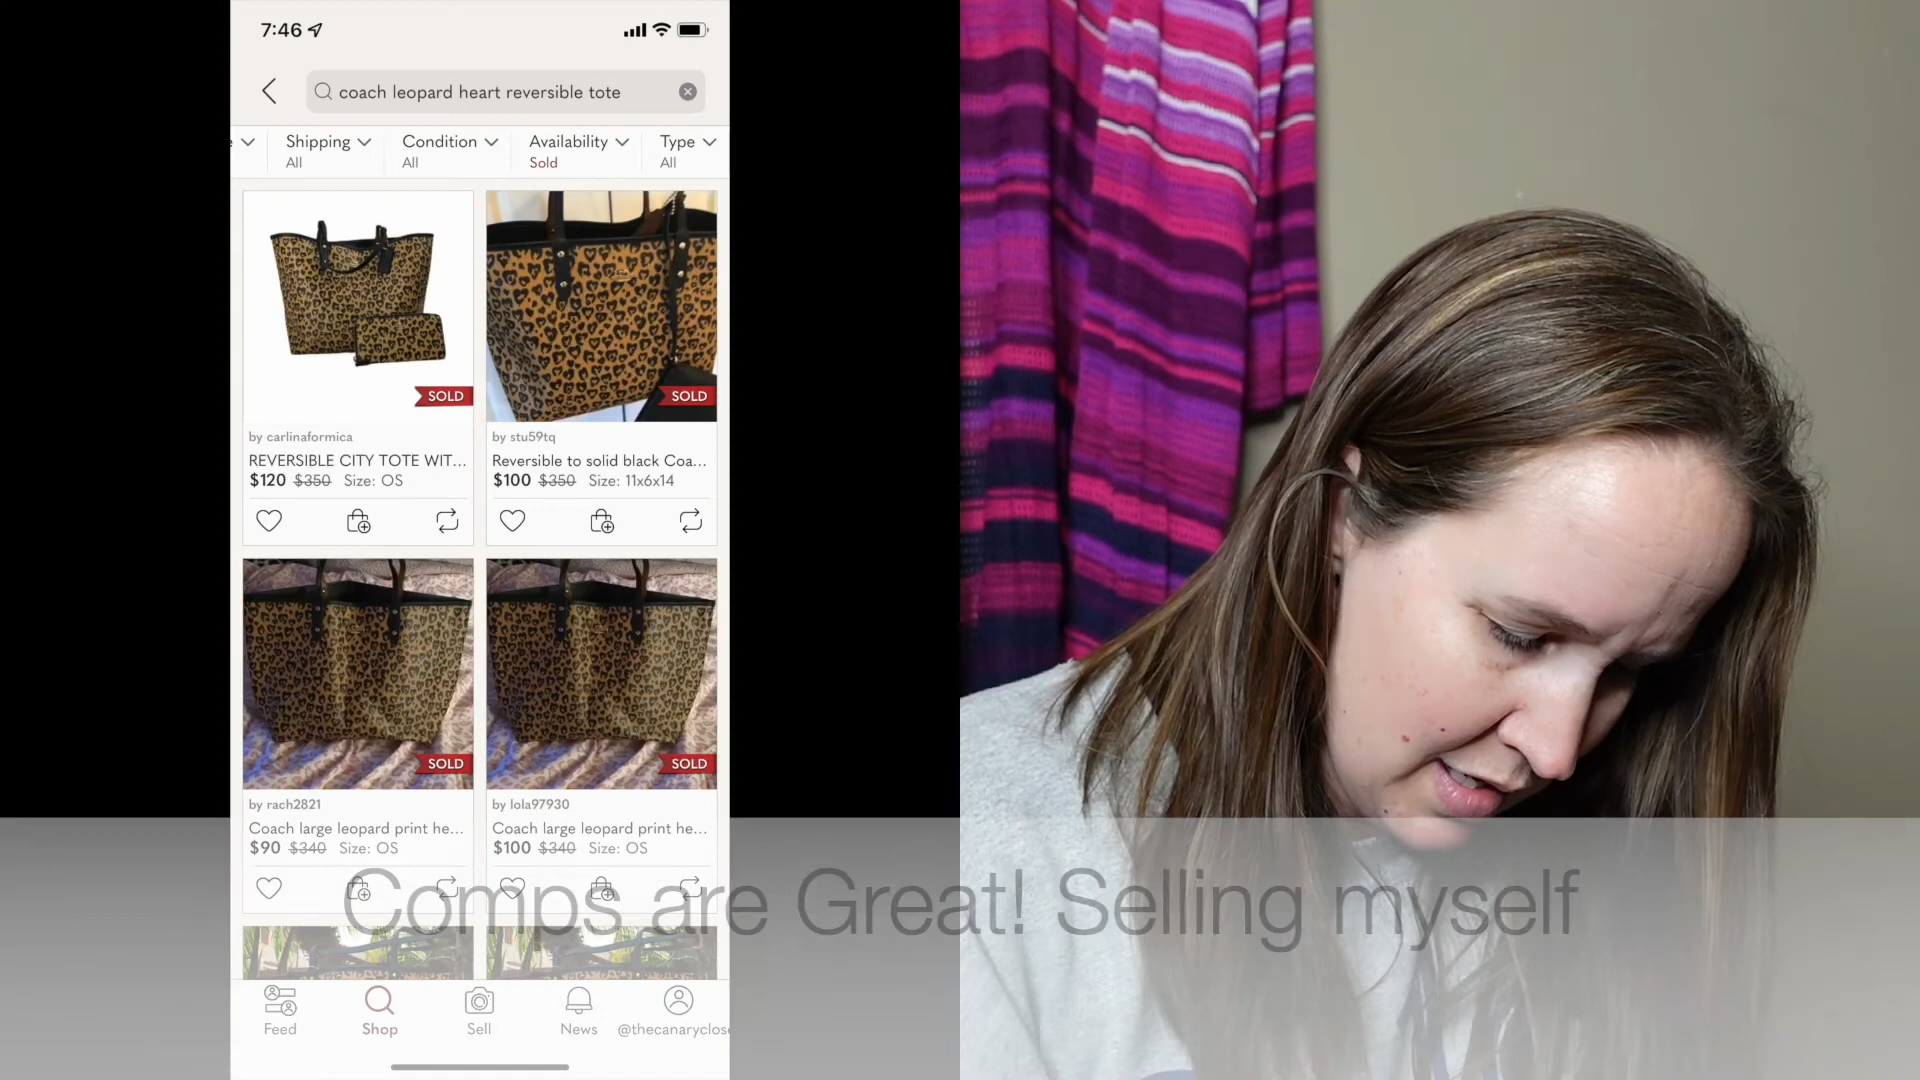 7:46
coach leopard heart reversible tote
Shipping Condition Availability Type
All All Sold All
SOLD
SOLD
by carlinaformica
by stu59tq
REVERSIBLE CITY TOTE WIT...
Reversible to solid black Coa...
$120 $350 Size: OS
$100 $350 Size: 11x6x14
SOLD
SOLD
by rach2821
by lola97930
Coach large leopard print he...
Coach large leopard print he...
$90 $340 Size: OS
$100 $340 Size: OS
Comps are Great! Selling myself
Feed Shop Sell News @thecanaryclos